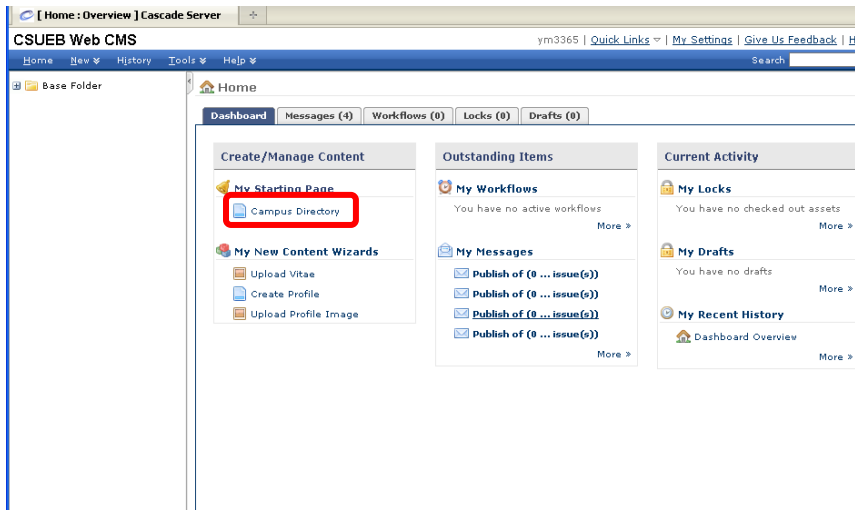 [ Home : Overview ] Cascade Server
CSUEB Web CMS
ym3365 | Quick Links | My Settings | Give Us Feedback | H
Home New History Tools Help Search
Base Folder
Home
Dashboard Messages (4) Workflows (0) Locks (0) Drafts (0)
Create/Manage Content
My Starting Page
Campus Directory
My New Content Wizards
Upload Vitae
Create Profile
Upload Profile Image
Outstanding Items
My Workflows
You have no active workflows
More »
My Messages
Publish of (0 ... issue(s))
Publish of (0 ... issue(s))
Publish of (0 ... issue(s))
Publish of (0 ... issue(s))
More »
Current Activity
My Locks
You have no checked out assets
More »
My Drafts
You have no drafts
More »
My Recent History
Dashboard Overview
More »